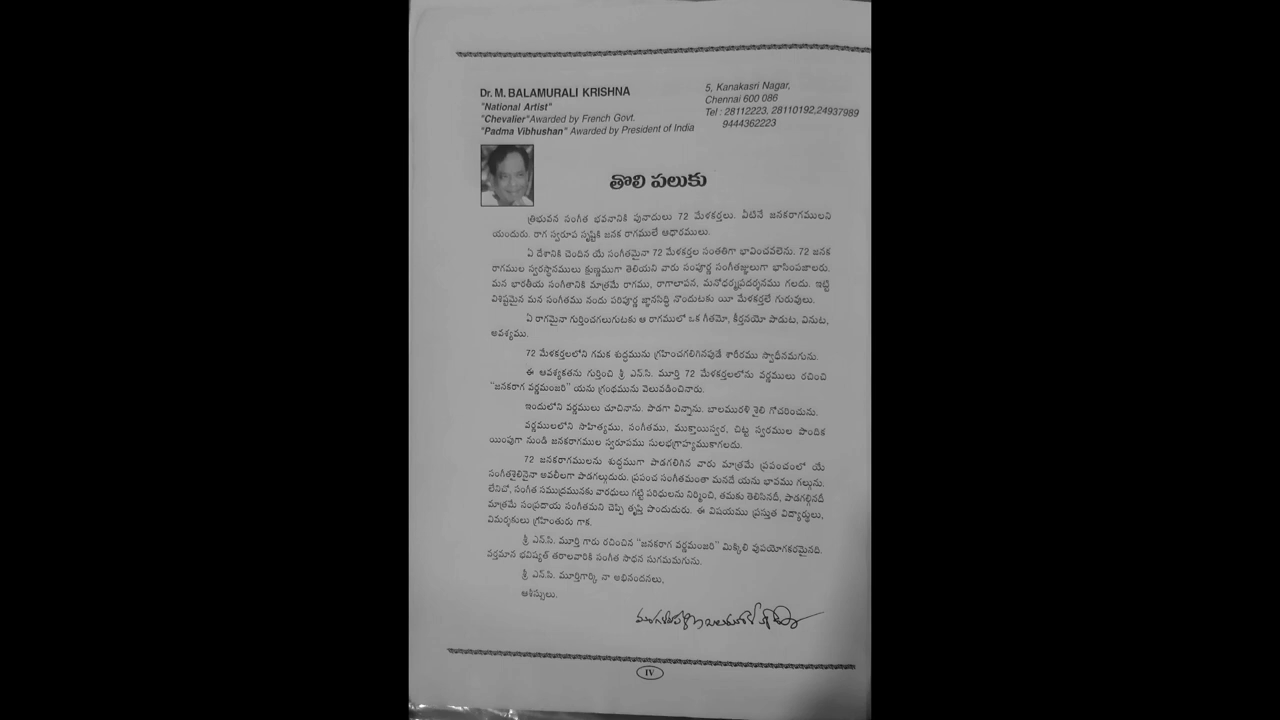 Dr. M. BALAMURALI KRISHNA
"National Artist"
"Chevalier" Awarded by French Govt.
"Padma Vibhushan" Awarded by President of India
5, Kanakasri Nagar,
Chennai 600 086
Tel : 28112223, 28110192,24937989
9444362223
తొలి పలుకు
త్రిభువన సంగీత భవనానికి పునాదులు 72 మేళకర్తలు. వీటినే జనకరాగములని
యందురు. రాగ స్వరూప సృష్టికి జనక రాగములే ఆధారములు.
ఏ దేశానికి చెందిన యే సంగీతమైనా 72 మేళకర్తల సంతతిగా భావించవలెను. 72 జనక
రాగముల స్వరస్థానములు క్షుణ్ణముగా తెలియని వారు సంపూర్ణ సంగీతజ్ఞులుగా భాసింపజాలరు.
మన భారతీయ సంగీతానికి మాత్రమే రాగము, రాగాలాపన, మనోధర్మప్రదర్శనము గలదు. ఇట్టి
విశిష్టమైన మన సంగీతము నందు పరిపూర్ణ జ్ఞానసిద్ధి నొందుటకు యీ మేళకర్తలే గురువులు.
ఏ రాగమైనా గుర్తించగలుగుటకు ఆ రాగములో ఒక గీతమో, కీర్తనయో పాడుట, వినుట,
అవశ్యము.
72 మేళకర్తలలోని గమక శుద్ధమును గ్రహించగలిగినపుడే శారీరము స్వాధీనమగును.
ఈ ఆవశ్యకతను గుర్తించి శ్రీ ఎన్.సి. మూర్తి 72 మేళకర్తలలోను వర్ణములు రచించి
"జనకరాగ వర్ణమంజరి" యను గ్రంథమును వెలువడించినారు.
ఇందులోని వర్ణములు చూచినాను. పాడగా విన్నాను. బాలమురళి శైలి గోచరించును.
వర్ణములలోని సాహిత్యము, సంగీతము, ముక్తాయిస్వర, చిట్ట స్వరముల పొందిక
యింపుగా నుండి జనకరాగముల స్వరూపము సులభగ్రాహ్యముకాగలదు.
72 జనకరాగములను శుద్ధముగా పాడగలిగిన వారు మాత్రమే ప్రపంచంలో యే
సంగీతశైలినైనా అవలీలగా పాడగల్గుదురు. ప్రపంచ సంగీతమంతా మనదే యను భావము గల్గును.
లేనిచో, సంగీత సముద్రమునకు వారధులు గట్టి పరిధులను నిర్మించి, తమకు తెలిసినదీ, పాడగల్గినదీ
మాత్రమే సంప్రదాయ సంగీతమని చెప్పి తృప్తి పొందుదురు. ఈ విషయము ప్రస్తుత విద్యార్థులు,
విమర్శకులు గ్రహింతురు గాక.
శ్రీ ఎన్.సి. మూర్తి గారు రచించిన "జనకరాగ వర్ణమంజరి" మిక్కిలి వుపయోగకరమైనది.
వర్తమాన భవిష్యత్ తరాలవారికి సంగీత సాధన సుగమమగును.
శ్రీ ఎన్.సి. మూర్తిగార్కి నా అభినందనలు,
ఆశీస్సులు.
IV